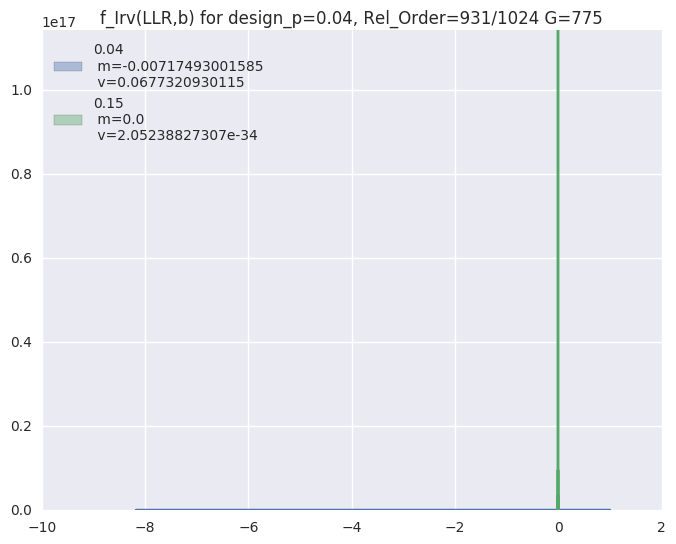 f_Irv(LLR,b) for design_p=0.04, Rel_Order=931/1024 G=775
1e17
0.04
m=-0.00717493001585
v=0.0677320930115
0.15
m=0.0
v=2.05238827307e-34
1.0
0.8
0.6
0.4
0.2
0.0
−10
−8
−6
−4
−2
0
2